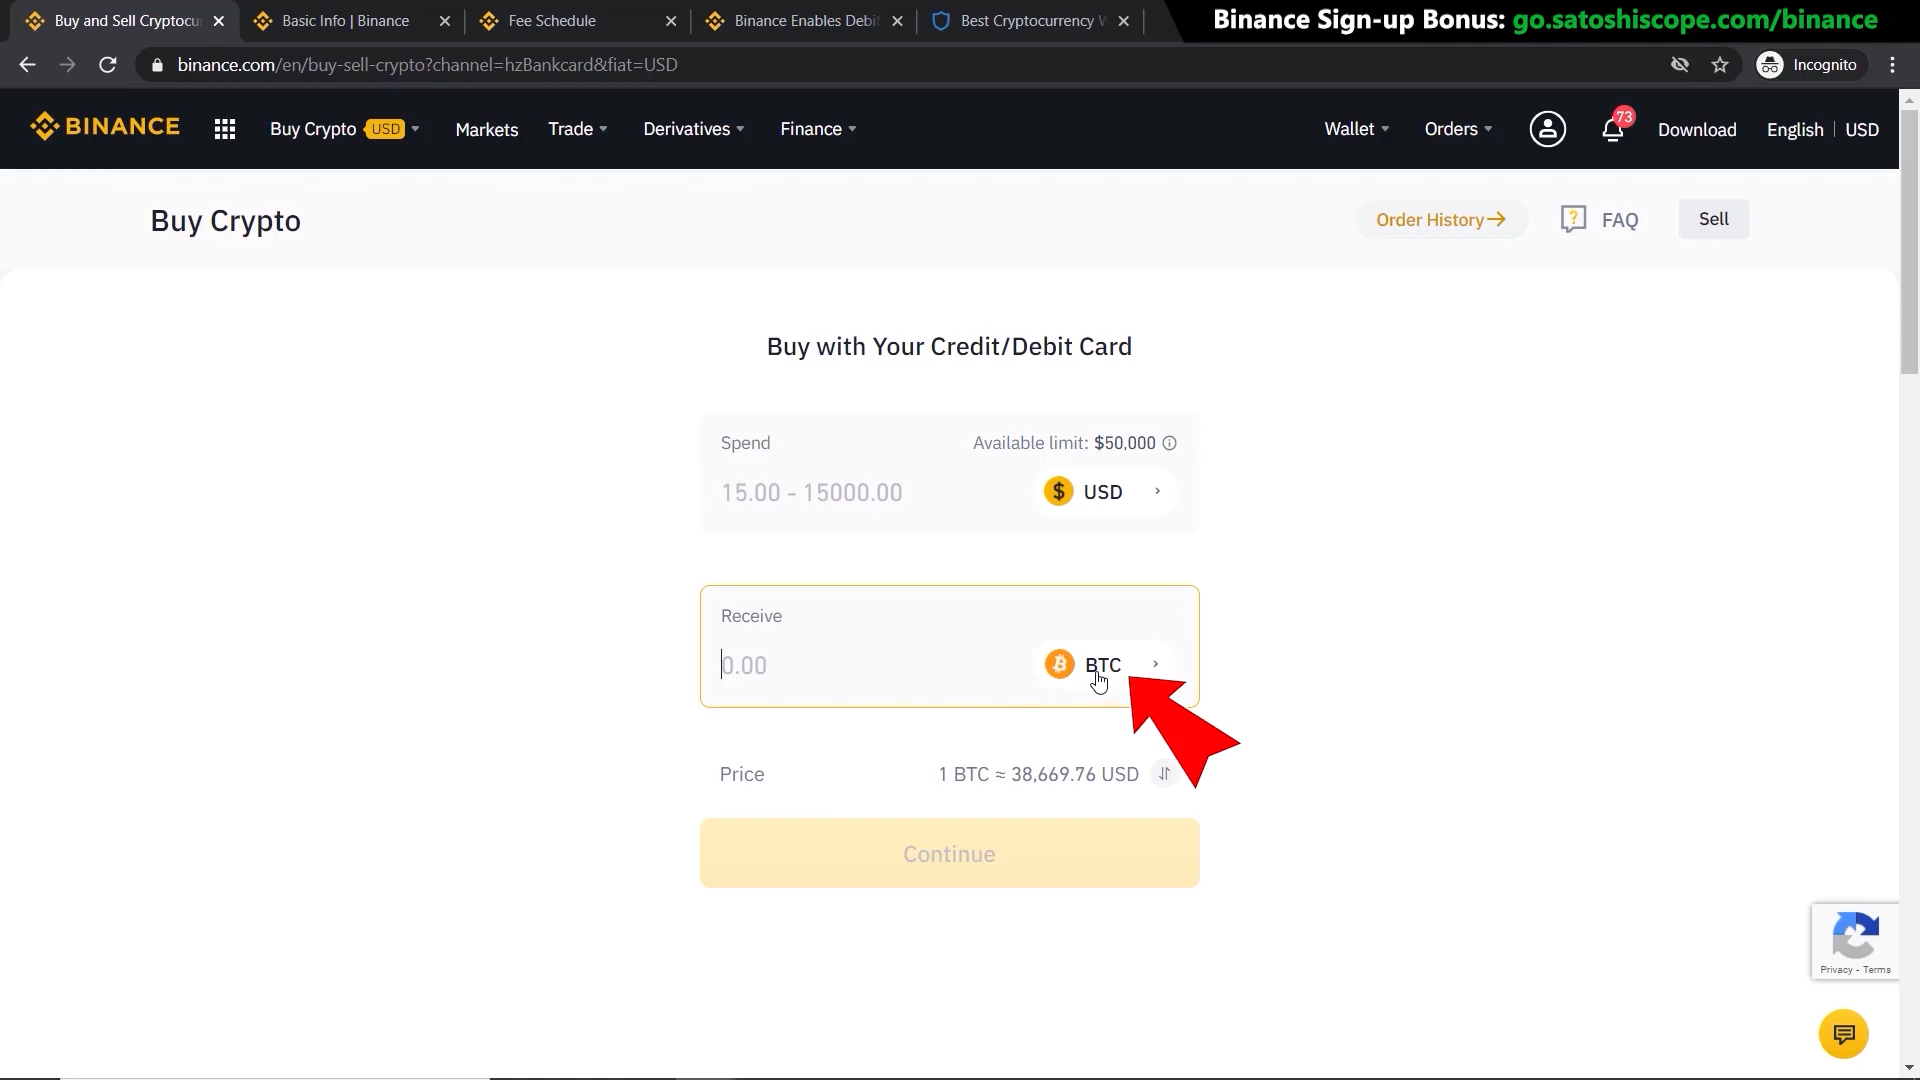 Buy and Sell Cryptocu
Basic Info | Binance
Fee Schedule
Binance Enables Debit
Best Cryptocurrency W
Binance Sign-up Bonus: go.satoshiscope.com/binance
binance.com/en/buy-sell-crypto?channel=hzBankcard&fiat=USD
Incognito
BINANCE
Buy Crypto USD
Markets
Trade
Derivatives
Finance
Wallet
Orders
73
Download
English
USD
Buy Crypto
Order History
FAQ
Sell
Buy with Your Credit/Debit Card
Spend
Available limit: $50,000
15.00 - 15000.00
USD
Receive
0.00
BTC
Price
1 BTC ≈ 38,669.76 USD
Continue
Privacy - Terms